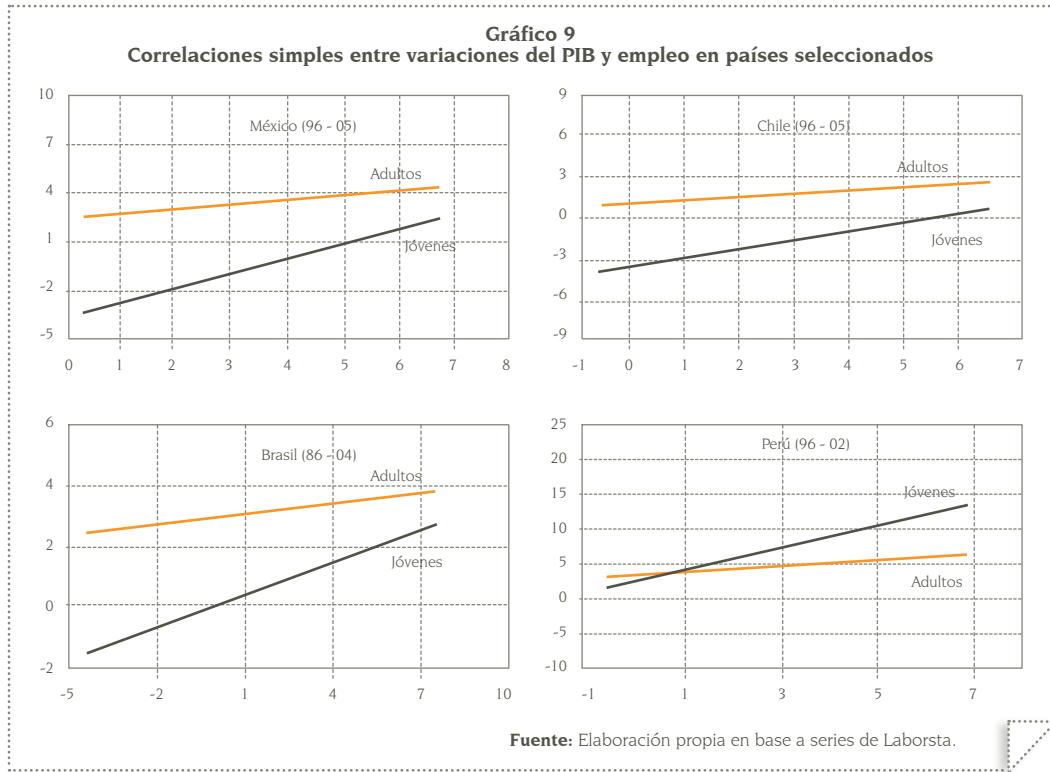 Gráfico 9
Correlaciones simples entre variaciones del PIB y empleo en países seleccionados
10
7
4
1
-2
-5
México (96 - 05)
Adultos
Jóvenes
0 1 2 3 4 5 6 7 8
9
6
3
0
-3
-6
-9
Chile (96 - 05)
Adultos
Jóvenes
-1 0 1 2 3 4 5 6 7
6
4
2
0
-2
Brasil (86 - 04)
Adultos
Jóvenes
-5 -2 1 4 7 10
25
20
15
10
5
0
-5
-10
Perú (96 - 02)
Jóvenes
Adultos
-1 1 3 5 7
Fuente: Elaboración propia en base a series de Laborsta.